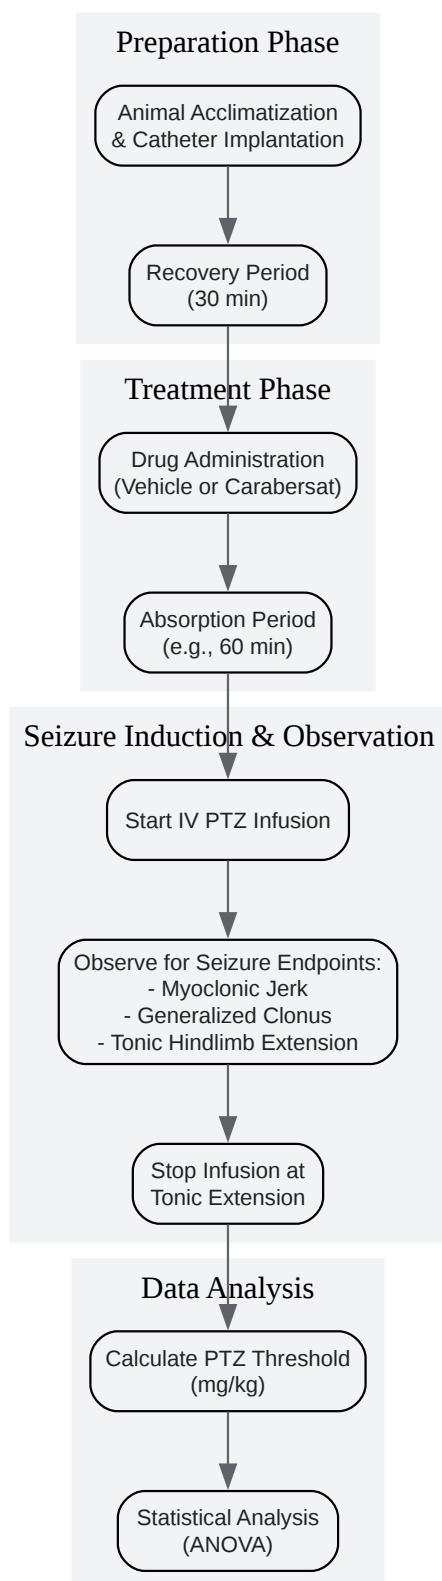 Preparation Phase
Animal Acclimatization
& Catheter Implantation
Recovery Period
(30 min)
Treatment Phase
Drug Administration
(Vehicle or Carabersat)
Absorption Period
(e.g., 60 min)
Seizure Induction & Observation
Start IV PTZ Infusion
Observe for Seizure Endpoints:
- Myoclonic Jerk
- Generalized Clonus
- Tonic Hindlimb Extension
Stop Infusion at
Tonic Extension
Data Analysis
Calculate PTZ Threshold
(mg/kg)
Statistical Analysis
(ANOVA)